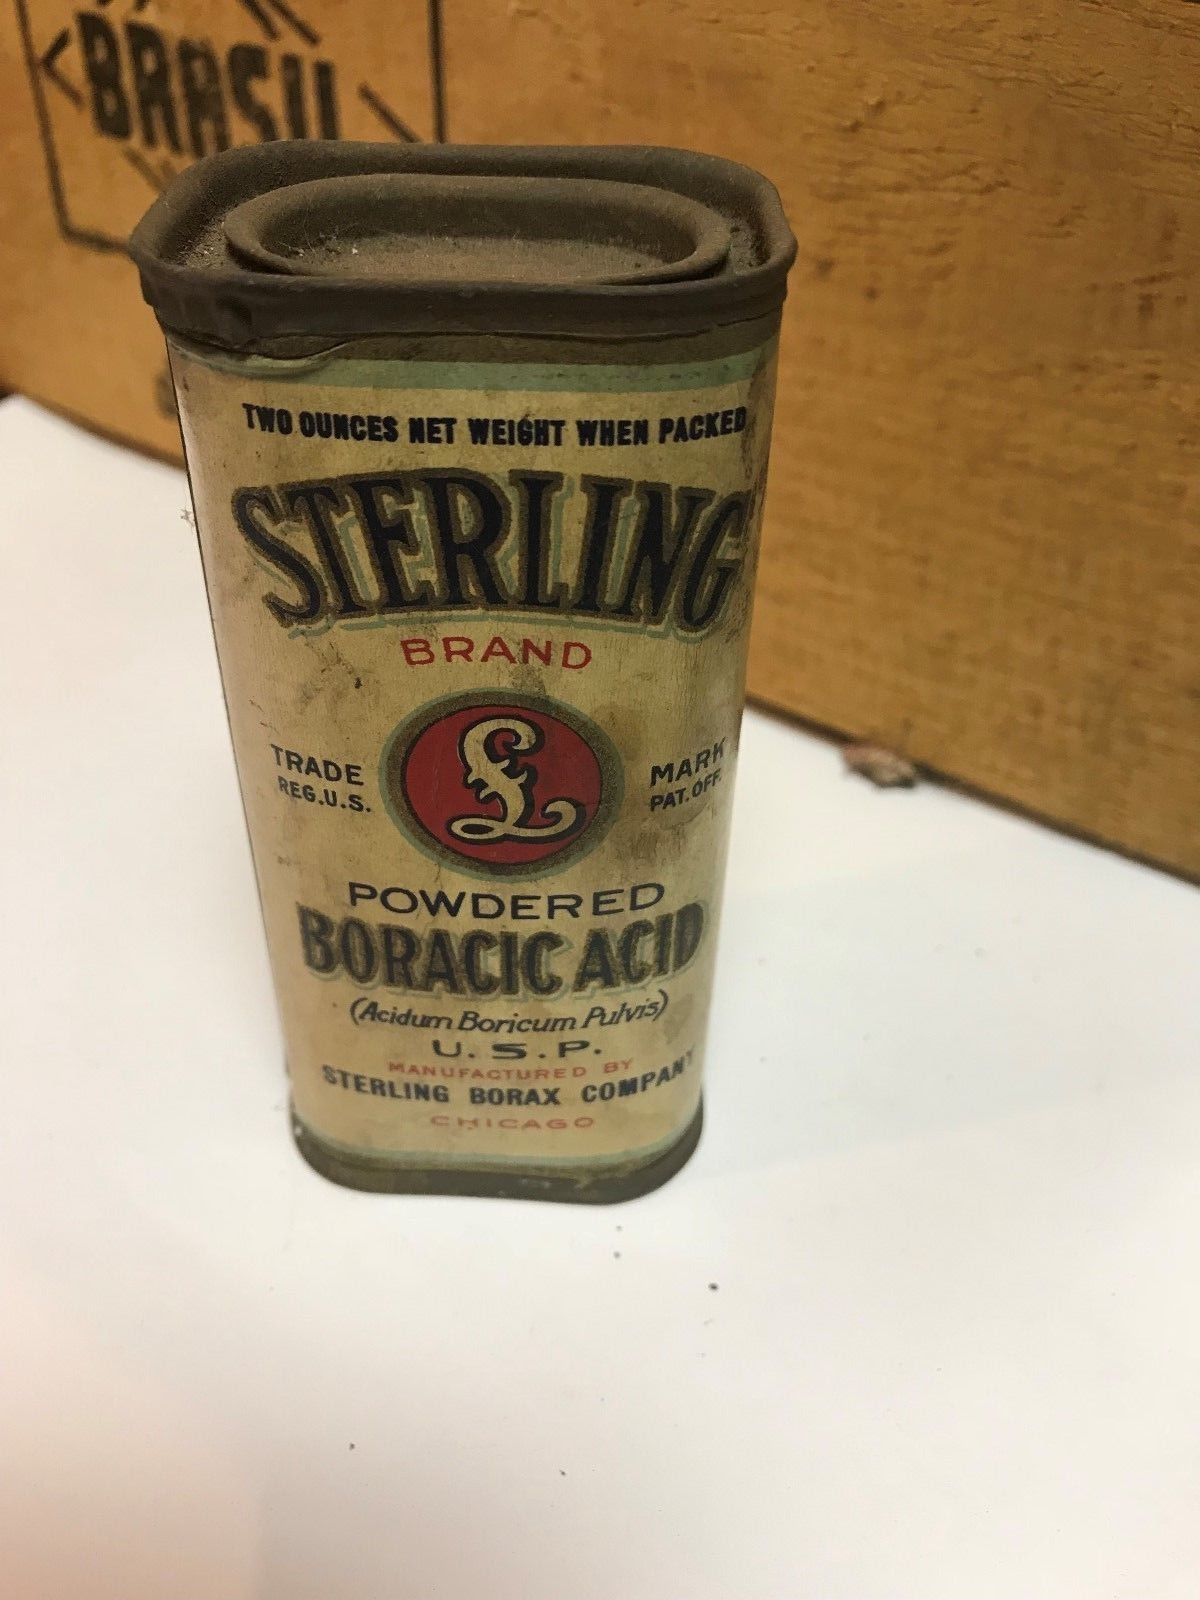 BRASIL
TWO OUNCES NET WEIGHT WHEN PACKED
STERLING
BRAND
TRADE MARK
REG.U.S. PAT.OFF.
£
POWDERED
BORACIC ACID
(Acidum Boricum Pulvis)
U.S.P.
MANUFACTURED BY
STERLING BORAX COMPANY
CHICAGO